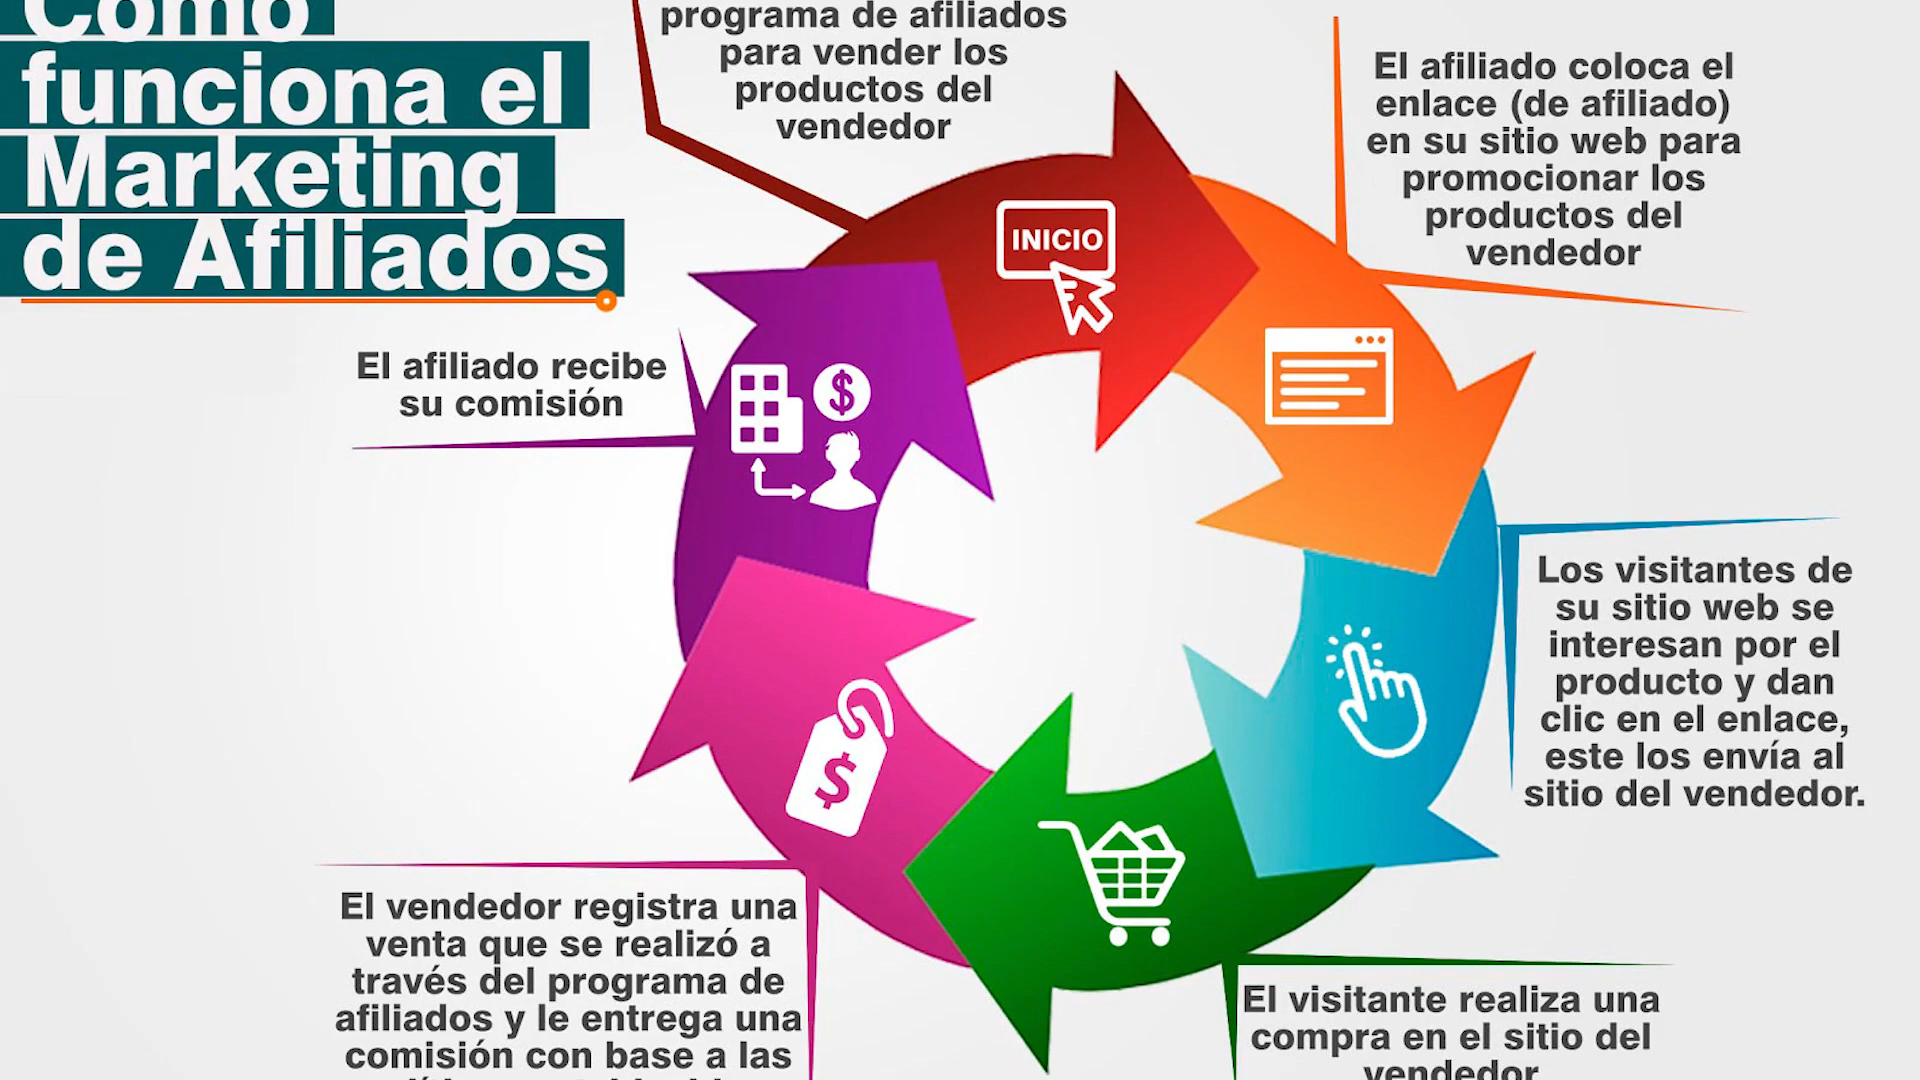 Como
funciona el
Marketing
de Afiliados
programa de afiliados
para vender los
productos del
vendedor
INICIO
El afiliado coloca el
enlace (de afiliado)
en su sitio web para
promocionar los
productos del
vendedor
Los visitantes de
su sitio web se
interesan por el
producto y dan
clic en el enlace,
este los envía al
sitio del vendedor.
El visitante realiza una
compra en el sitio del
vendedor
El vendedor registra una
venta que se realizó a
través del programa de
afiliados y le entrega una
comisión con base a las
El afiliado recibe
su comisión
$
$